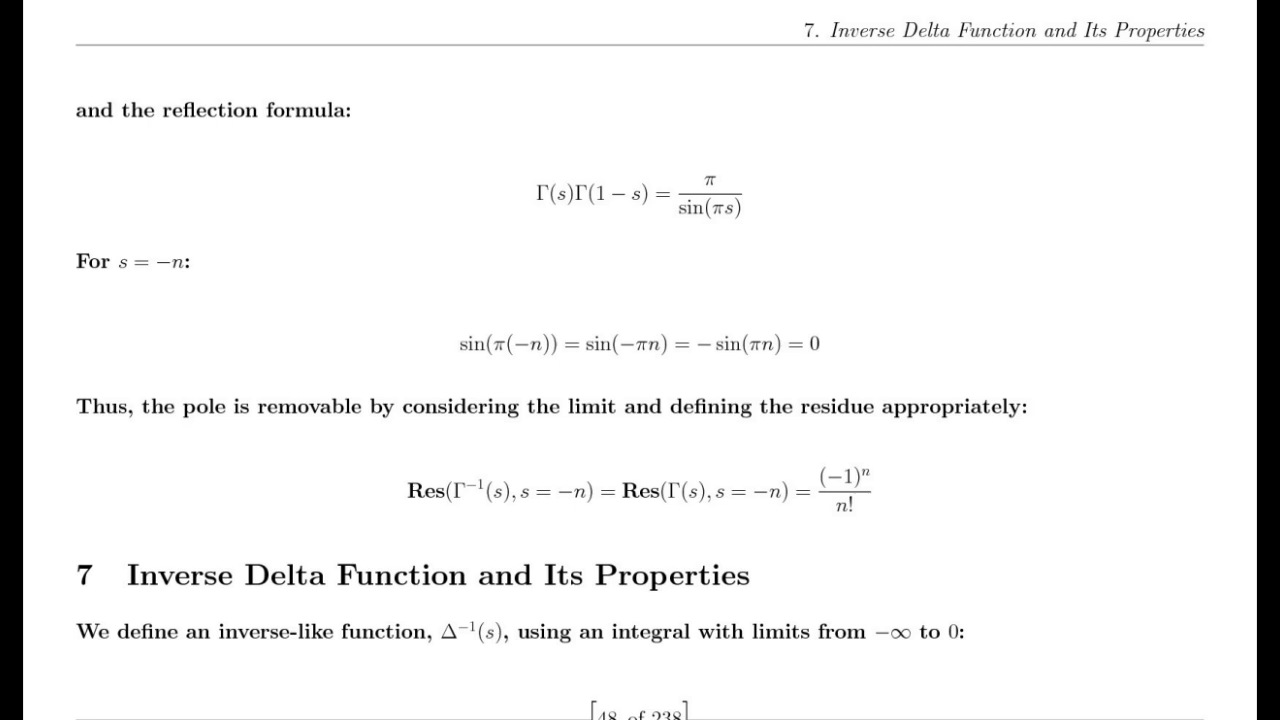 7. Inverse Delta Function and Its Properties
and the reflection formula:
Γ(s)Γ(1 − s) = π / sin(πs)
For s = −n:
sin(π(−n)) = sin(−πn) = − sin(πn) = 0
Thus, the pole is removable by considering the limit and defining the residue appropriately:
Res(Γ⁻¹(s), s = −n) = Res(Γ(s), s = −n) = (−1)ⁿ / n!
7 Inverse Delta Function and Its Properties
We define an inverse-like function, Δ⁻¹(s), using an integral with limits from −∞ to 0:
[48 of 238]